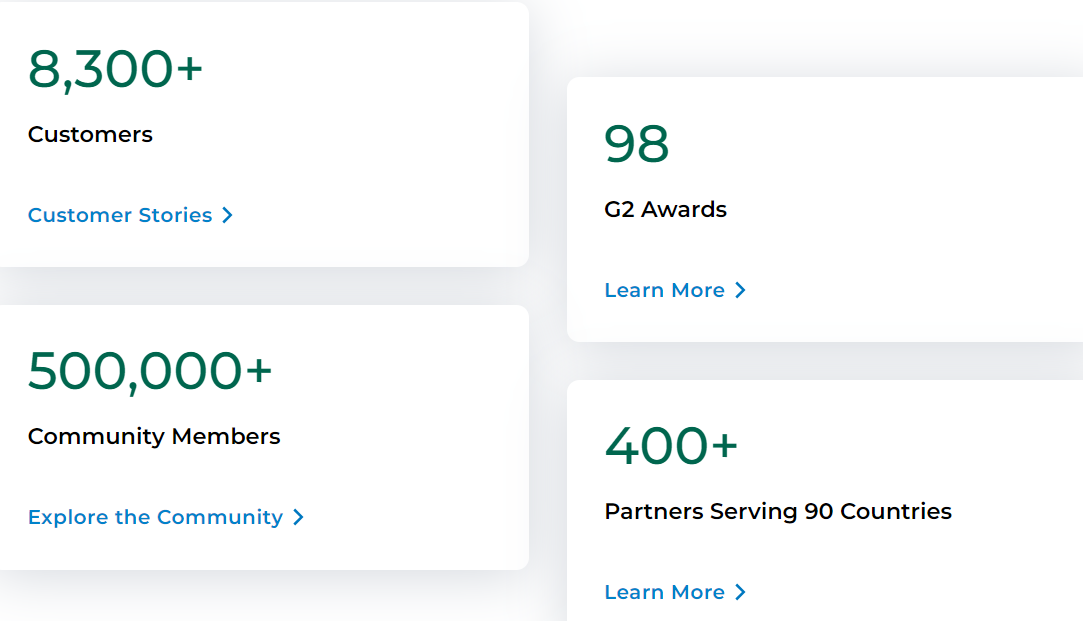 8,300+
Customers
Customer Stories
500,000+
Community Members
Explore the Community
98
G2 Awards
Learn More
400+
Partners Serving 90 Countries
Learn More